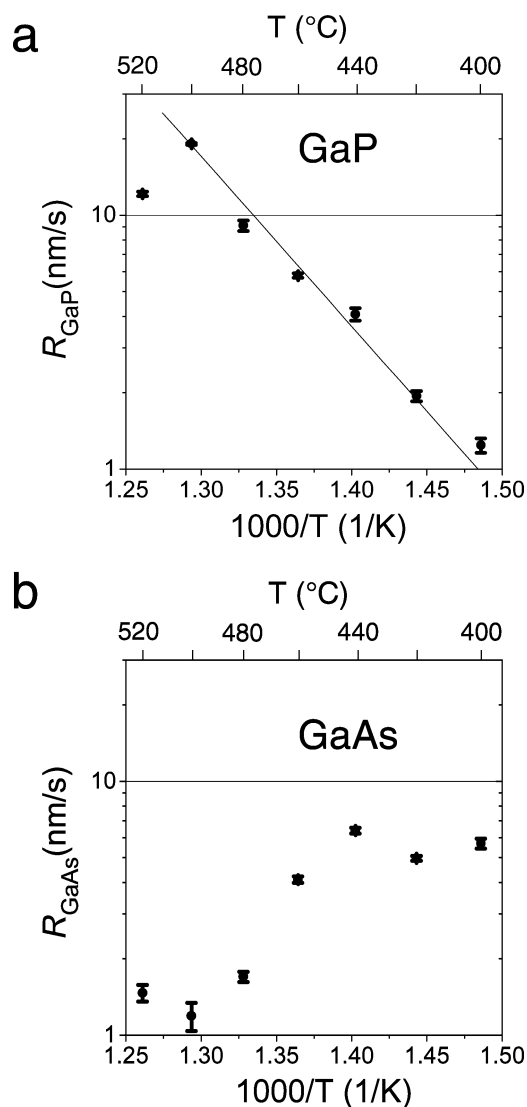 a
T (°C)
520 480 440 400
GaP
10
R_GaP(nm/s)
1
1.25 1.30 1.35 1.40 1.45 1.50
1000/T (1/K)
b
T (°C)
520 480 440 400
GaAs
10
R_GaAs(nm/s)
1
1.25 1.30 1.35 1.40 1.45 1.50
1000/T (1/K)